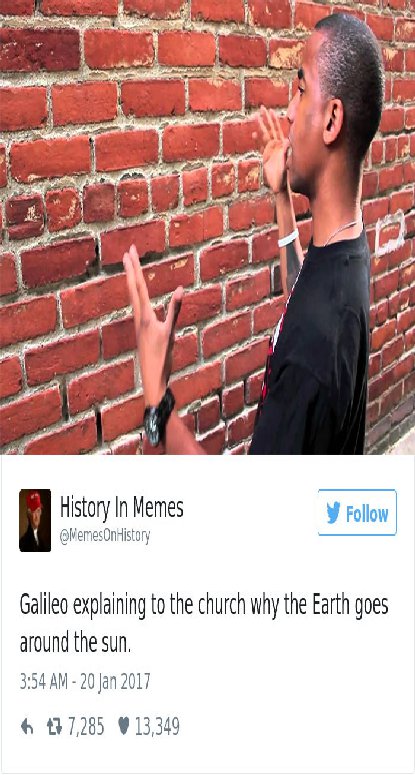 History In Memes
@MemesOnHistory
Follow
Galileo explaining to the church why the Earth goes
around the sun.
3:54 AM - 20 Jan 2017
7,285 13,349